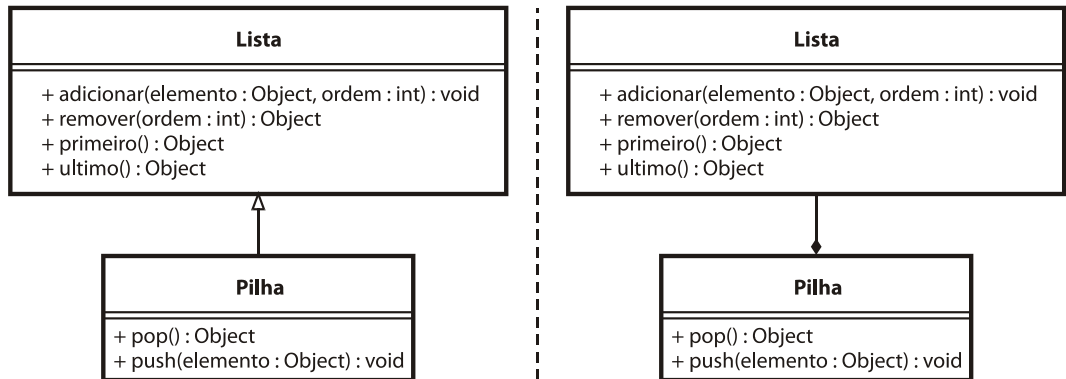 Lista
+ adicionar(elemento : Object, ordem : int) : void
+ remover(ordem : int) : Object
+ primeiro() : Object
+ ultimo() : Object
Pilha
+ pop() : Object
+ push(elemento : Object) : void
Lista
+ adicionar(elemento : Object, ordem : int) : void
+ remover(ordem : int) : Object
+ primeiro() : Object
+ ultimo() : Object
Pilha
+ pop() : Object
+ push(elemento : Object) : void